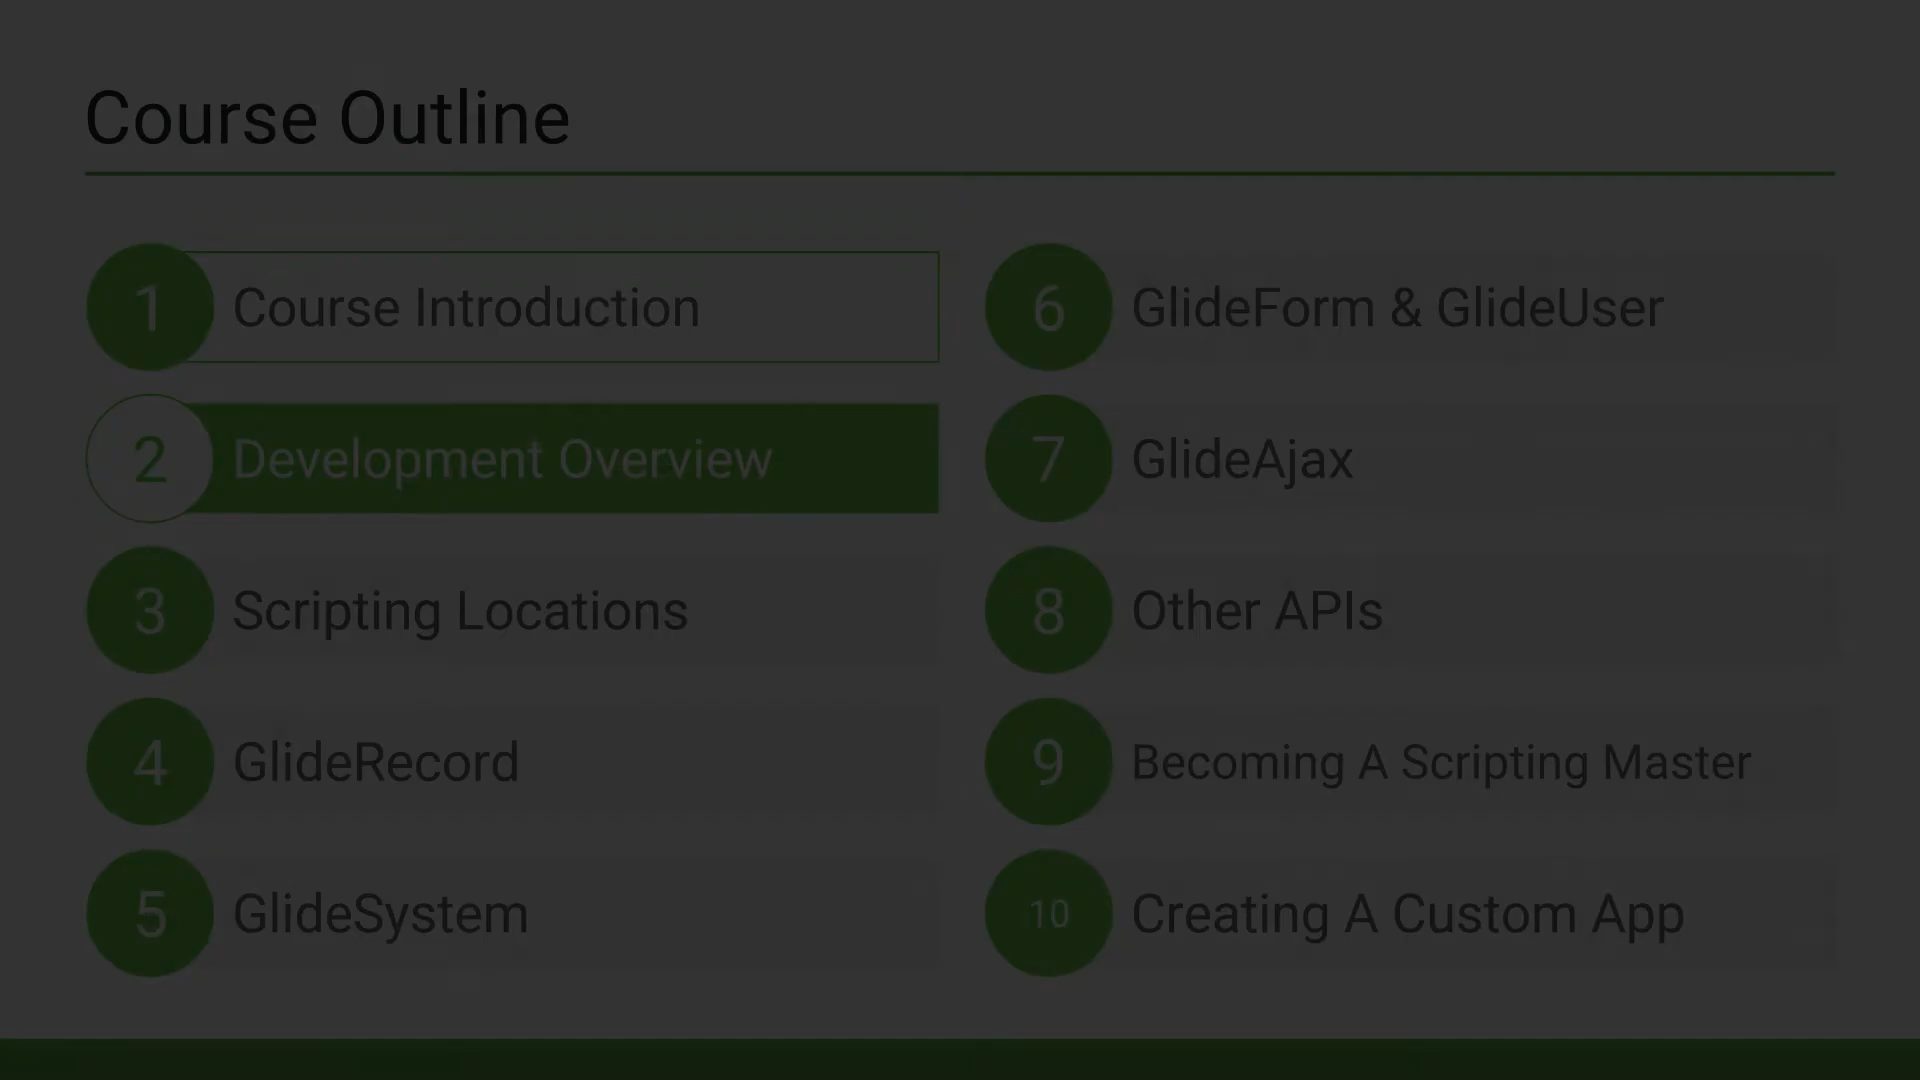 Course Outline
1 Course Introduction
2 Development Overview
3 Scripting Locations
4 GlideRecord
5 GlideSystem
6 GlideForm & GlideUser
7 GlideAjax
8 Other APIs
9 Becoming A Scripting Master
10 Creating A Custom App